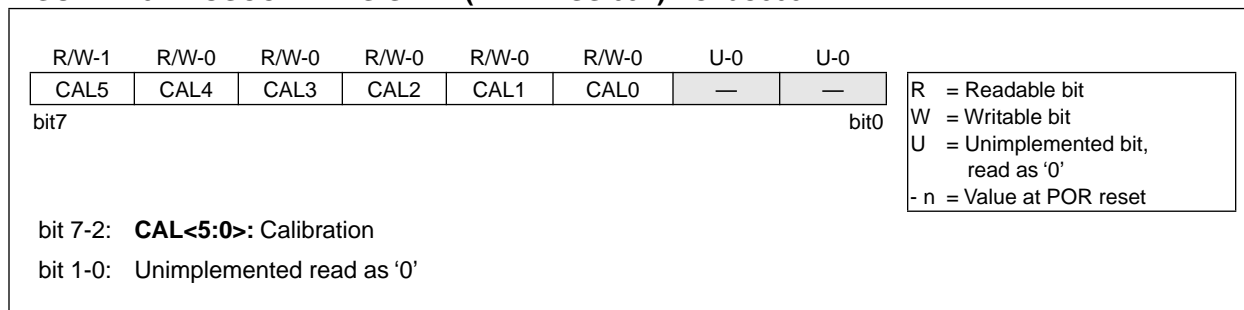 R/W-1 R/W-0 R/W-0 R/W-0 R/W-0 R/W-0 U-0 U-0
CAL5 CAL4 CAL3 CAL2 CAL1 CAL0 — —
bit7 bit0
R = Readable bit
W = Writable bit
U = Unimplemented bit,
read as ‘0’
- n = Value at POR reset
bit 7-2: CAL<5:0>: Calibration
bit 1-0: Unimplemented read as ‘0’